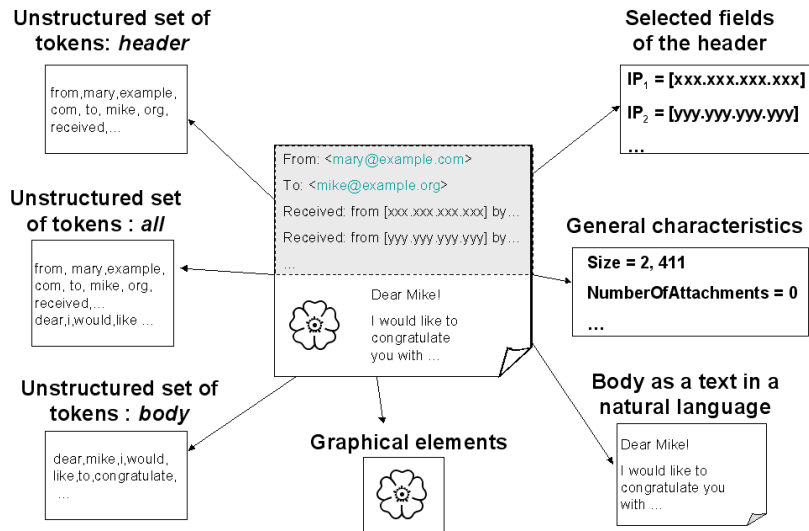 Unstructured set of
tokens: header
from,mary,example,
com, to, mike, org,
received,...
Unstructured set
of tokens : all
from, mary,example,
com, to, mike, org,
received,...
dear,i,would,like ...
Unstructured set of
tokens : body
dear,mike,i,would,
like,to,congratulate,
...
From: <mary@example.com>
To: <mike@example.org>
Received: from [xxx.xxx.xxx.xxx] by...
Received: from [yyy.yyy.yyy.yyy] by...
...
Dear Mike!
I would like to
congratulate
you with ...
Graphical elements
Selected fields
of the header
IP1 = [xxx.xxx.xxx.xxx]
IP2 = [yyy.yyy.yyy.yyy]
...
General characteristics
Size = 2, 411
NumberOfAttachments = 0
...
Body as a text in a
natural language
Dear Mike!
I would like to
congratulate you
with ...